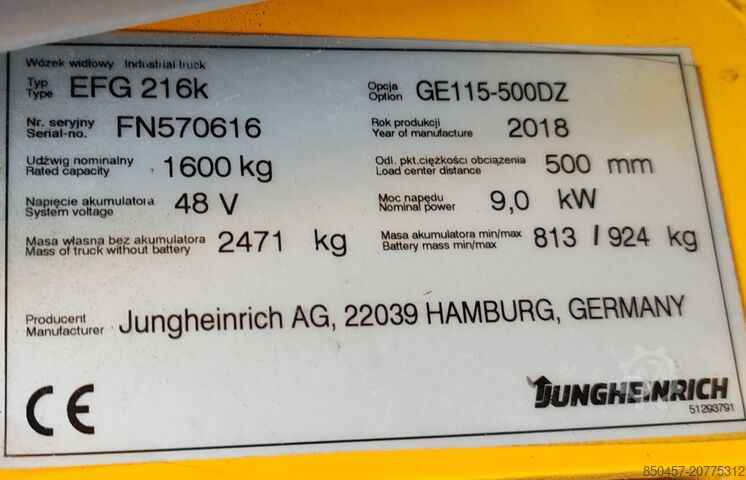 Wózek widłowy Industrial truck
Typ EFG 216k Opcja GE115-500DZ
Type Option
Nr. seryjny FN570616 Rok produkcji 2018
Serial-no. Year of manufacture
Udźwig nominalny 1600 kg Odl. pkt.ciężkości obciążenia 500 mm
Rated capacity Load center distance
Napięcie akumulatora 48 V Moc napędu 9,0 kW
System voltage Nominal power
Masa własna bez akumulatora 2471 kg Masa akumulatora min/max 813 / 924 kg
Mass of truck without battery Battery mass min/max
Producent Jungheinrich AG, 22039 HAMBURG, GERMANY
Manufacturer
CE JUNGHEINRICH
51293791
850457-20775312